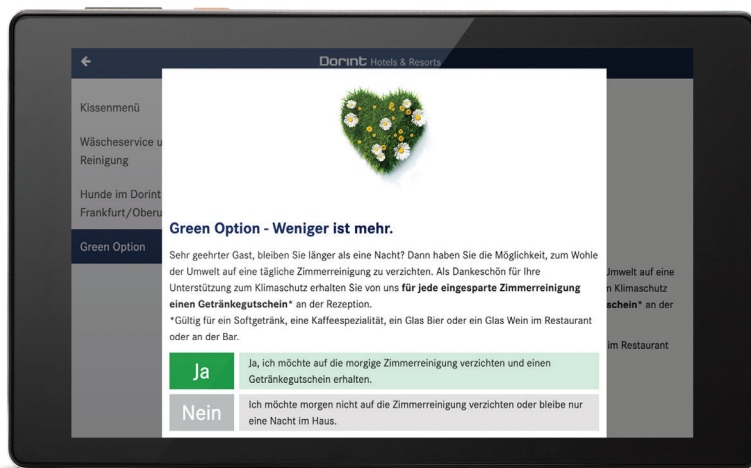 Dorint Hotels & Resorts
Kissenmenü
Wäscheservice u
Reinigung
Hunde im Dorint
Frankfurt/Oberu
Green Option
Green Option - Weniger ist mehr.
Sehr geehrter Gast, bleiben Sie länger als eine Nacht? Dann haben Sie die Möglichkeit, zum Wohle
der Umwelt auf eine tägliche Zimmerreinigung zu verzichten. Als Dankeschön für Ihre
Unterstützung zum Klimaschutz erhalten Sie von uns für jede eingesparte Zimmerreinigung
einen Getränkegutschein* an der Rezeption.
*Gültig für ein Softgetränk, eine Kaffeespezialität, ein Glas Bier oder ein Glas Wein im Restaurant
oder an der Bar.
Ja
Ja, ich möchte auf die morgige Zimmerreinigung verzichten und einen
Getränkegutschein erhalten.
Nein
Ich möchte morgen nicht auf die Zimmerreinigung verzichten oder bleibe nur
eine Nacht im Haus.
Umwelt auf eine
n Klimaschutz
schein* an der
im Restaurant